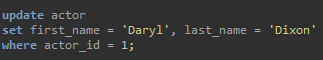 update actor
set first_name = 'Daryl', last_name = 'Dixon'
where actor_id = 1;